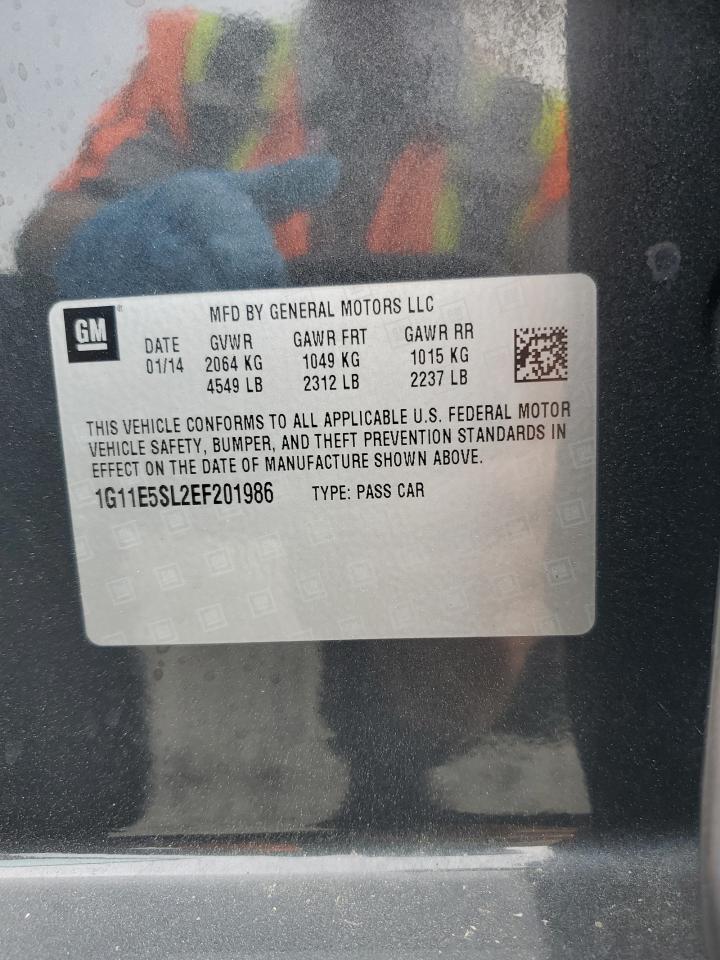 GM
MFD BY GENERAL MOTORS LLC
DATE GVWR GAWR FRT GAWR RR
01/14 2064 KG 1049 KG 1015 KG
4549 LB 2312 LB 2237 LB
THIS VEHICLE CONFORMS TO ALL APPLICABLE U.S. FEDERAL MOTOR
VEHICLE SAFETY, BUMPER, AND THEFT PREVENTION STANDARDS IN
EFFECT ON THE DATE OF MANUFACTURE SHOWN ABOVE.
1G11E5SL2EF201986 TYPE: PASS CAR